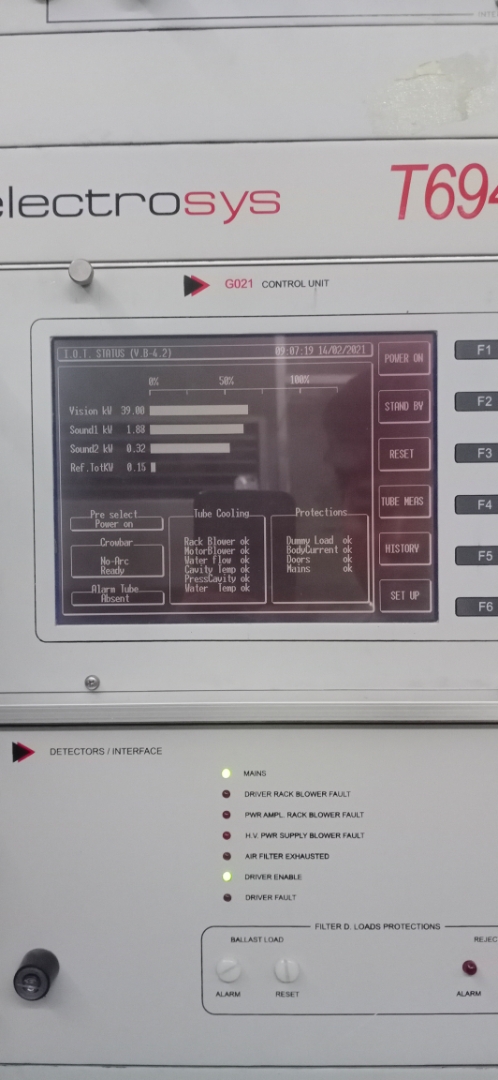 electrosys
T694
G021 CONTROL UNIT
I.O.T. STATUS (V.B-4.2) 09:07:19 14/02/2021
0% 50% 100%
Vision kW 39.00
Sound1 kW 1.88
Sound2 kW 0.32
Ref.TotKW 0.15
Pre select
Power on
Crowbar
No-Arc
Ready
Alarm Tube
Absent
Tube Cooling
Rack Blower ok
MotorBlower ok
Water Flow ok
Cavity Temp ok
PressCavity ok
Water Temp ok
Protections
Dummy Load ok
BodyCurrent ok
Doors ok
Mains ok
POWER ON
STAND BY
RESET
TUBE MEAS
HISTORY
SET UP
F1
F2
F3
F4
F5
F6
DETECTORS / INTERFACE
MAINS
DRIVER RACK BLOWER FAULT
PWR AMPL. RACK BLOWER FAULT
H.V. PWR SUPPLY BLOWER FAULT
AIR FILTER EXHAUSTED
DRIVER ENABLE
DRIVER FAULT
FILTER D. LOADS PROTECTIONS
BALLAST LOAD
ALARM RESET
REJEC
ALARM